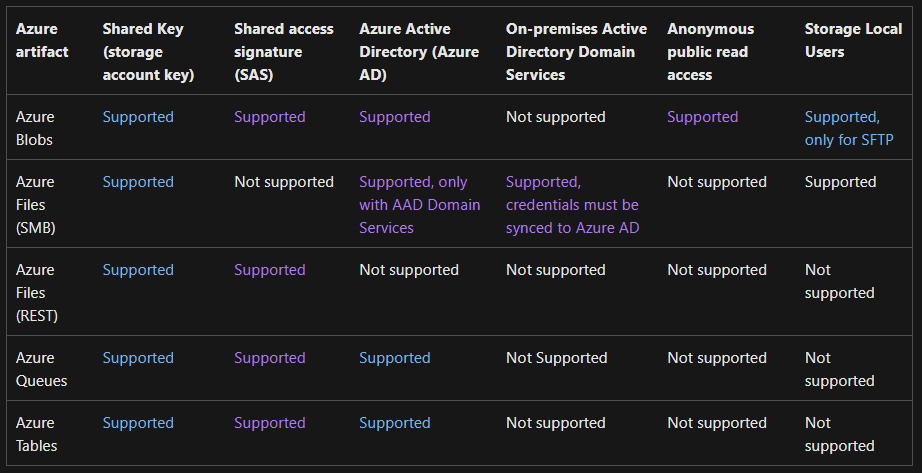 Azure artifact
Shared Key (storage account key)
Shared access signature (SAS)
Azure Active Directory (Azure AD)
On-premises Active Directory Domain Services
Anonymous public read access
Storage Local Users
Azure Blobs
Supported
Supported
Supported
Not supported
Supported
Supported, only for SFTP
Azure Files (SMB)
Supported
Not supported
Supported, only with AAD Domain Services
Supported, credentials must be synced to Azure AD
Not supported
Supported
Azure Files (REST)
Supported
Supported
Not supported
Not supported
Not supported
Not supported
Azure Queues
Supported
Supported
Supported
Not Supported
Not supported
Not supported
Azure Tables
Supported
Supported
Supported
Not supported
Not supported
Not supported